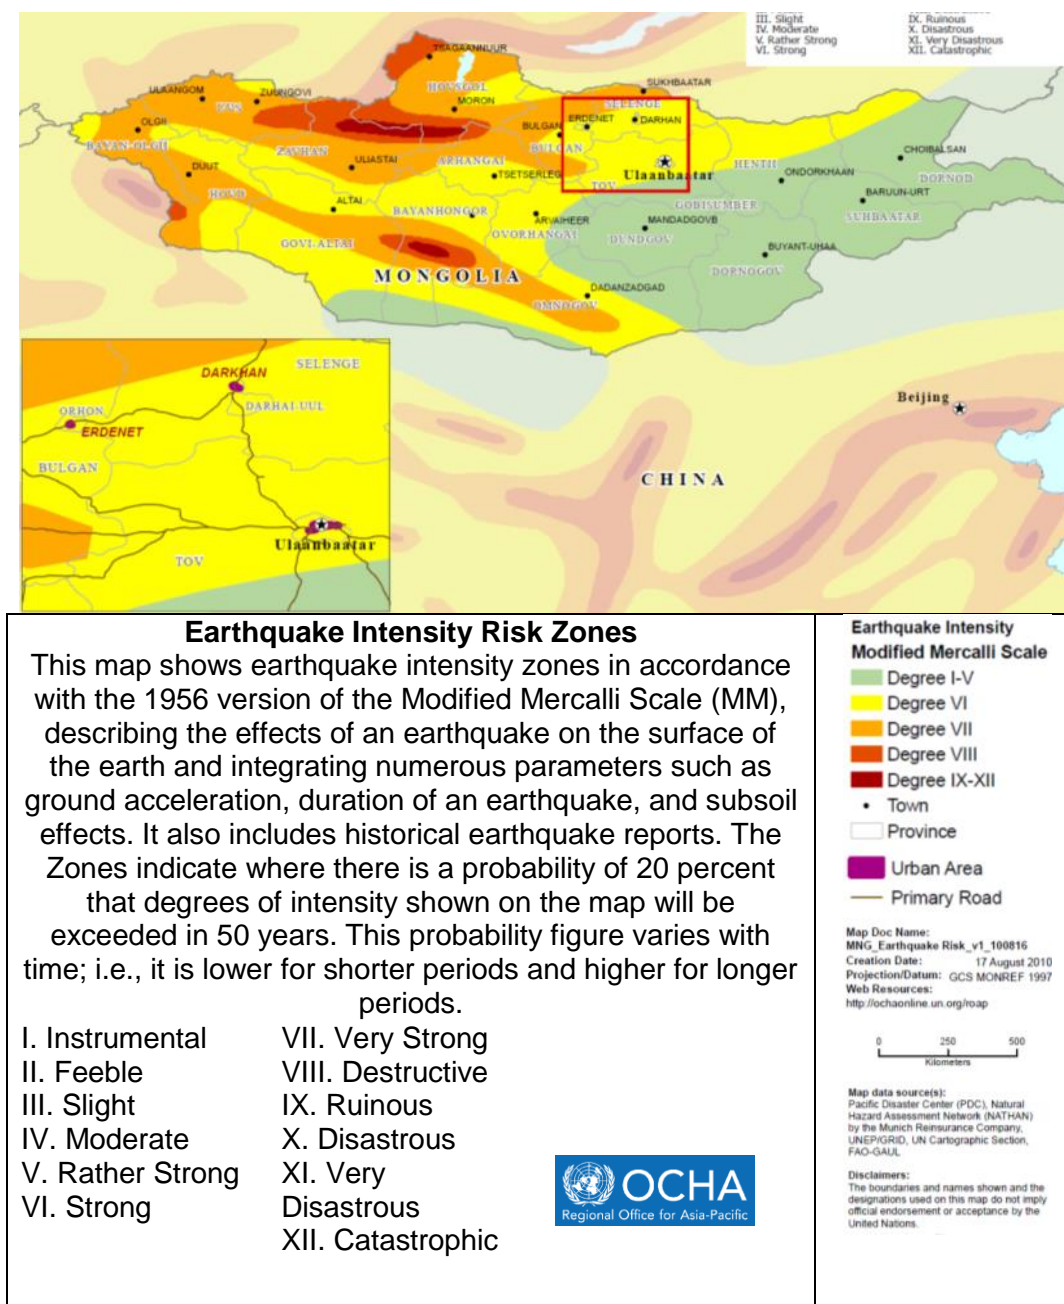 III. Slight
IV. Moderate
V. Rather Strong
VI. Strong
IX. Ruinous
X. Disastrous
XI. Very Disastrous
XII. Catastrophic
TSAGAANNUUR
HOVSGOL
MORON
ULAANGOM
ZUUNGOVI
UVS
OLGII
BAYAN-OLGII
ZAVHAN
ULIASTAI
DUUT
HOVD
ALTAI
GOVI-ALTAI
ARHANGAI
TSETSERLEG
BAYANHONGOR
ARVAIHEER
OVORHANGAI
SUKHBAATAR
SELENGE
ERDENET
DARHAN
BULGAN
BULGAN
Ulaanbaatar
TOV
HENTII
CHOIBALSAN
ONDORKHAAN
DORNOD
BARUUN-URT
SUHBAATAR
GOBISUMBER
MANDADGOVB
DUNDGOV
BUYANT-UHAA
DORNOGOV
MONGOLIA
DADANZADGAD
OMNOGOV
Beijing
CHINA
SELENGE
DARKHAN
DARHAI-UUL
ORHON
ERDENET
BULGAN
Ulaanbaatar
TOV
Earthquake Intensity Risk Zones
This map shows earthquake intensity zones in accordance
with the 1956 version of the Modified Mercalli Scale (MM),
describing the effects of an earthquake on the surface of
the earth and integrating numerous parameters such as
ground acceleration, duration of an earthquake, and subsoil
effects. It also includes historical earthquake reports. The
Zones indicate where there is a probability of 20 percent
that degrees of intensity shown on the map will be
exceeded in 50 years. This probability figure varies with
time; i.e., it is lower for shorter periods and higher for longer
periods.
I. Instrumental
II. Feeble
III. Slight
IV. Moderate
V. Rather Strong
VI. Strong
VII. Very Strong
VIII. Destructive
IX. Ruinous
X. Disastrous
XI. Very
Disastrous
XII. Catastrophic
OCHA
Regional Office for Asia-Pacific
Earthquake Intensity
Modified Mercalli Scale
Degree I-V
Degree VI
Degree VII
Degree VIII
Degree IX-XII
Town
Province
Urban Area
Primary Road
Map Doc Name:
MNG_Earthquake Risk_v1_100816
Creation Date: 17 August 2010
Projection/Datum: GCS MONREF 1997
Web Resources:
http://ochaonline.un.org/roap
0 250 500
Kilometers
Map data source(s):
Pacific Disaster Center (PDC), Natural
Hazard Assessment Network (NATHAN)
by the Munich Reinsurance Company,
UNEP/GRID, UN Cartographic Section,
FAO-GAUL
Disclaimers:
The boundaries and names shown and the
designations used on this map do not imply
official endorsement or acceptance by the
United Nations.